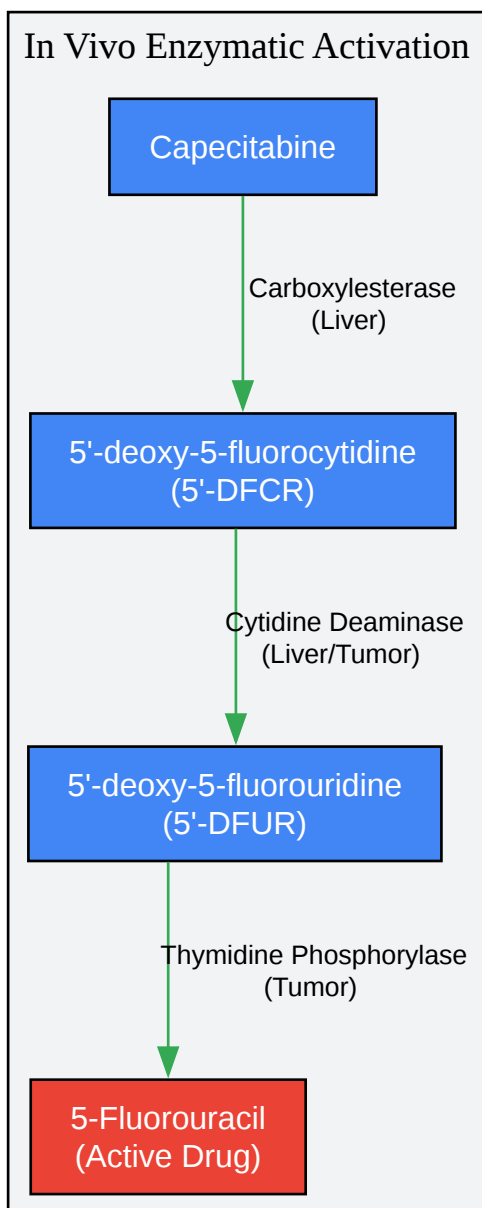 In Vivo Enzymatic Activation
Capecitabine
Carboxylesterase
(Liver)
5'-deoxy-5-fluorocytidine
(5'-DFCR)
Cytidine Deaminase
(Liver/Tumor)
5'-deoxy-5-fluorouridine
(5'-DFUR)
Thymidine Phosphorylase
(Tumor)
5-Fluorouracil
(Active Drug)